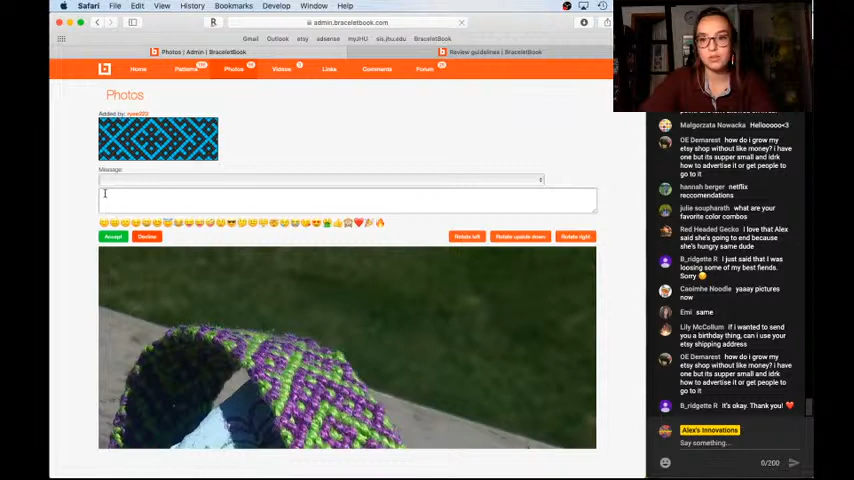 Safari File Edit View History Bookmarks Develop Window Help
admin.braceletbook.com
Gmail Outlook etsy adsense myJHU sis.jhu.edu BraceletBook
Photos | Admin | BraceletBook
Review guidelines | BraceletBook
Home Patterns Photos Videos Links Comments Forum
Photos
Added by:
Message:
Accept Decline Rotate left Rotate upside down Rotate right
Malgorzata Nowacka Helloooo<3
OE Demarest how do i grow my
etsy shop without like money? i have
one but its supper small and idrk
how to advertise it or get people to
go to it
hannah berger netflix
reccomendations
julie soupharath what are your
favorite color combos
Red Headed Gecko I love that Alex
said she's going to end because
she's hungry same dude
B_ridgette R I just said that I was
loosing some of my best fiends.
Sorry
Caoimhe Noodle yaaay pictures
now
Emi same
Lily McCollum if i wanted to send
you a birthday thing, can i use your
etsy shipping address
OE Demarest how do i grow my
etsy shop without like money? i have
one but its supper small and idrk
how to advertise it or get people to
go to it
B_ridgette R It's okay. Thank you!
Alex's Innovations
Say something...
0/200